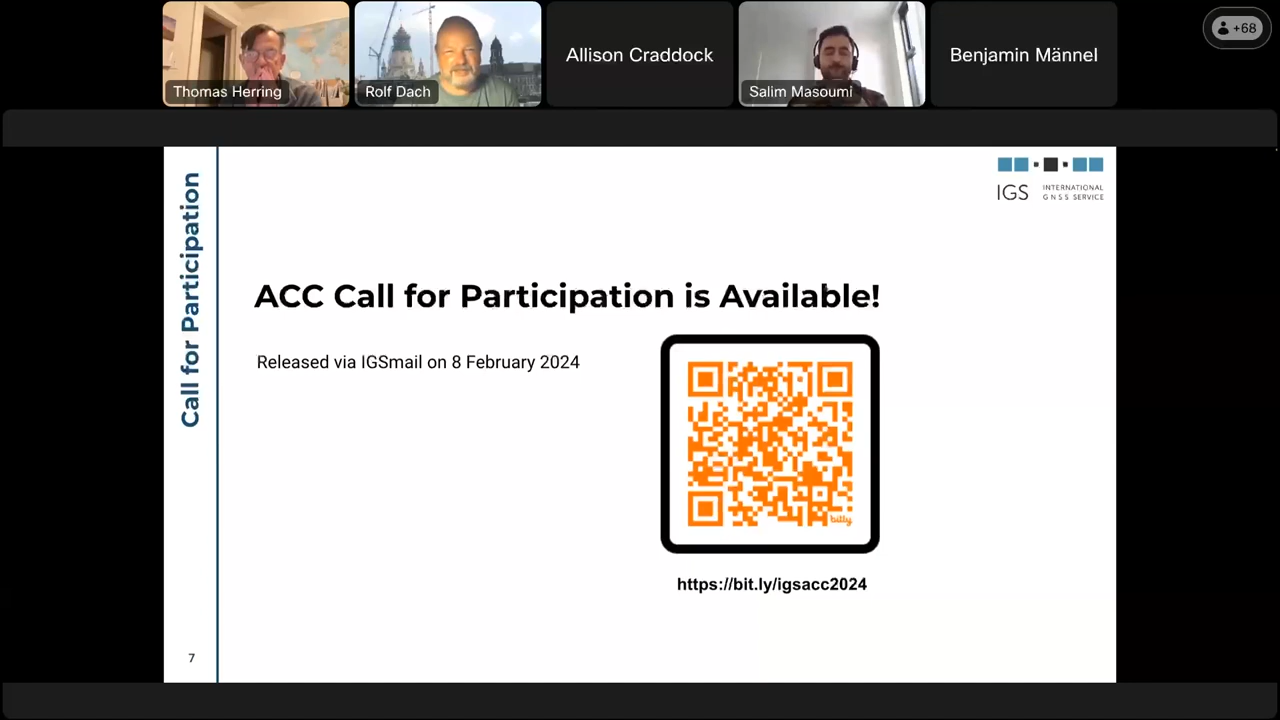 Thomas Herring
Rolf Dach
Allison Craddock
Salim Masoumi
Benjamin Männel
+68
Call for Participation
IGS INTERNATIONAL
GNSS SERVICE
ACC Call for Participation is Available!
Released via IGSmail on 8 February 2024
bitly
https://bit.ly/igsacc2024
7